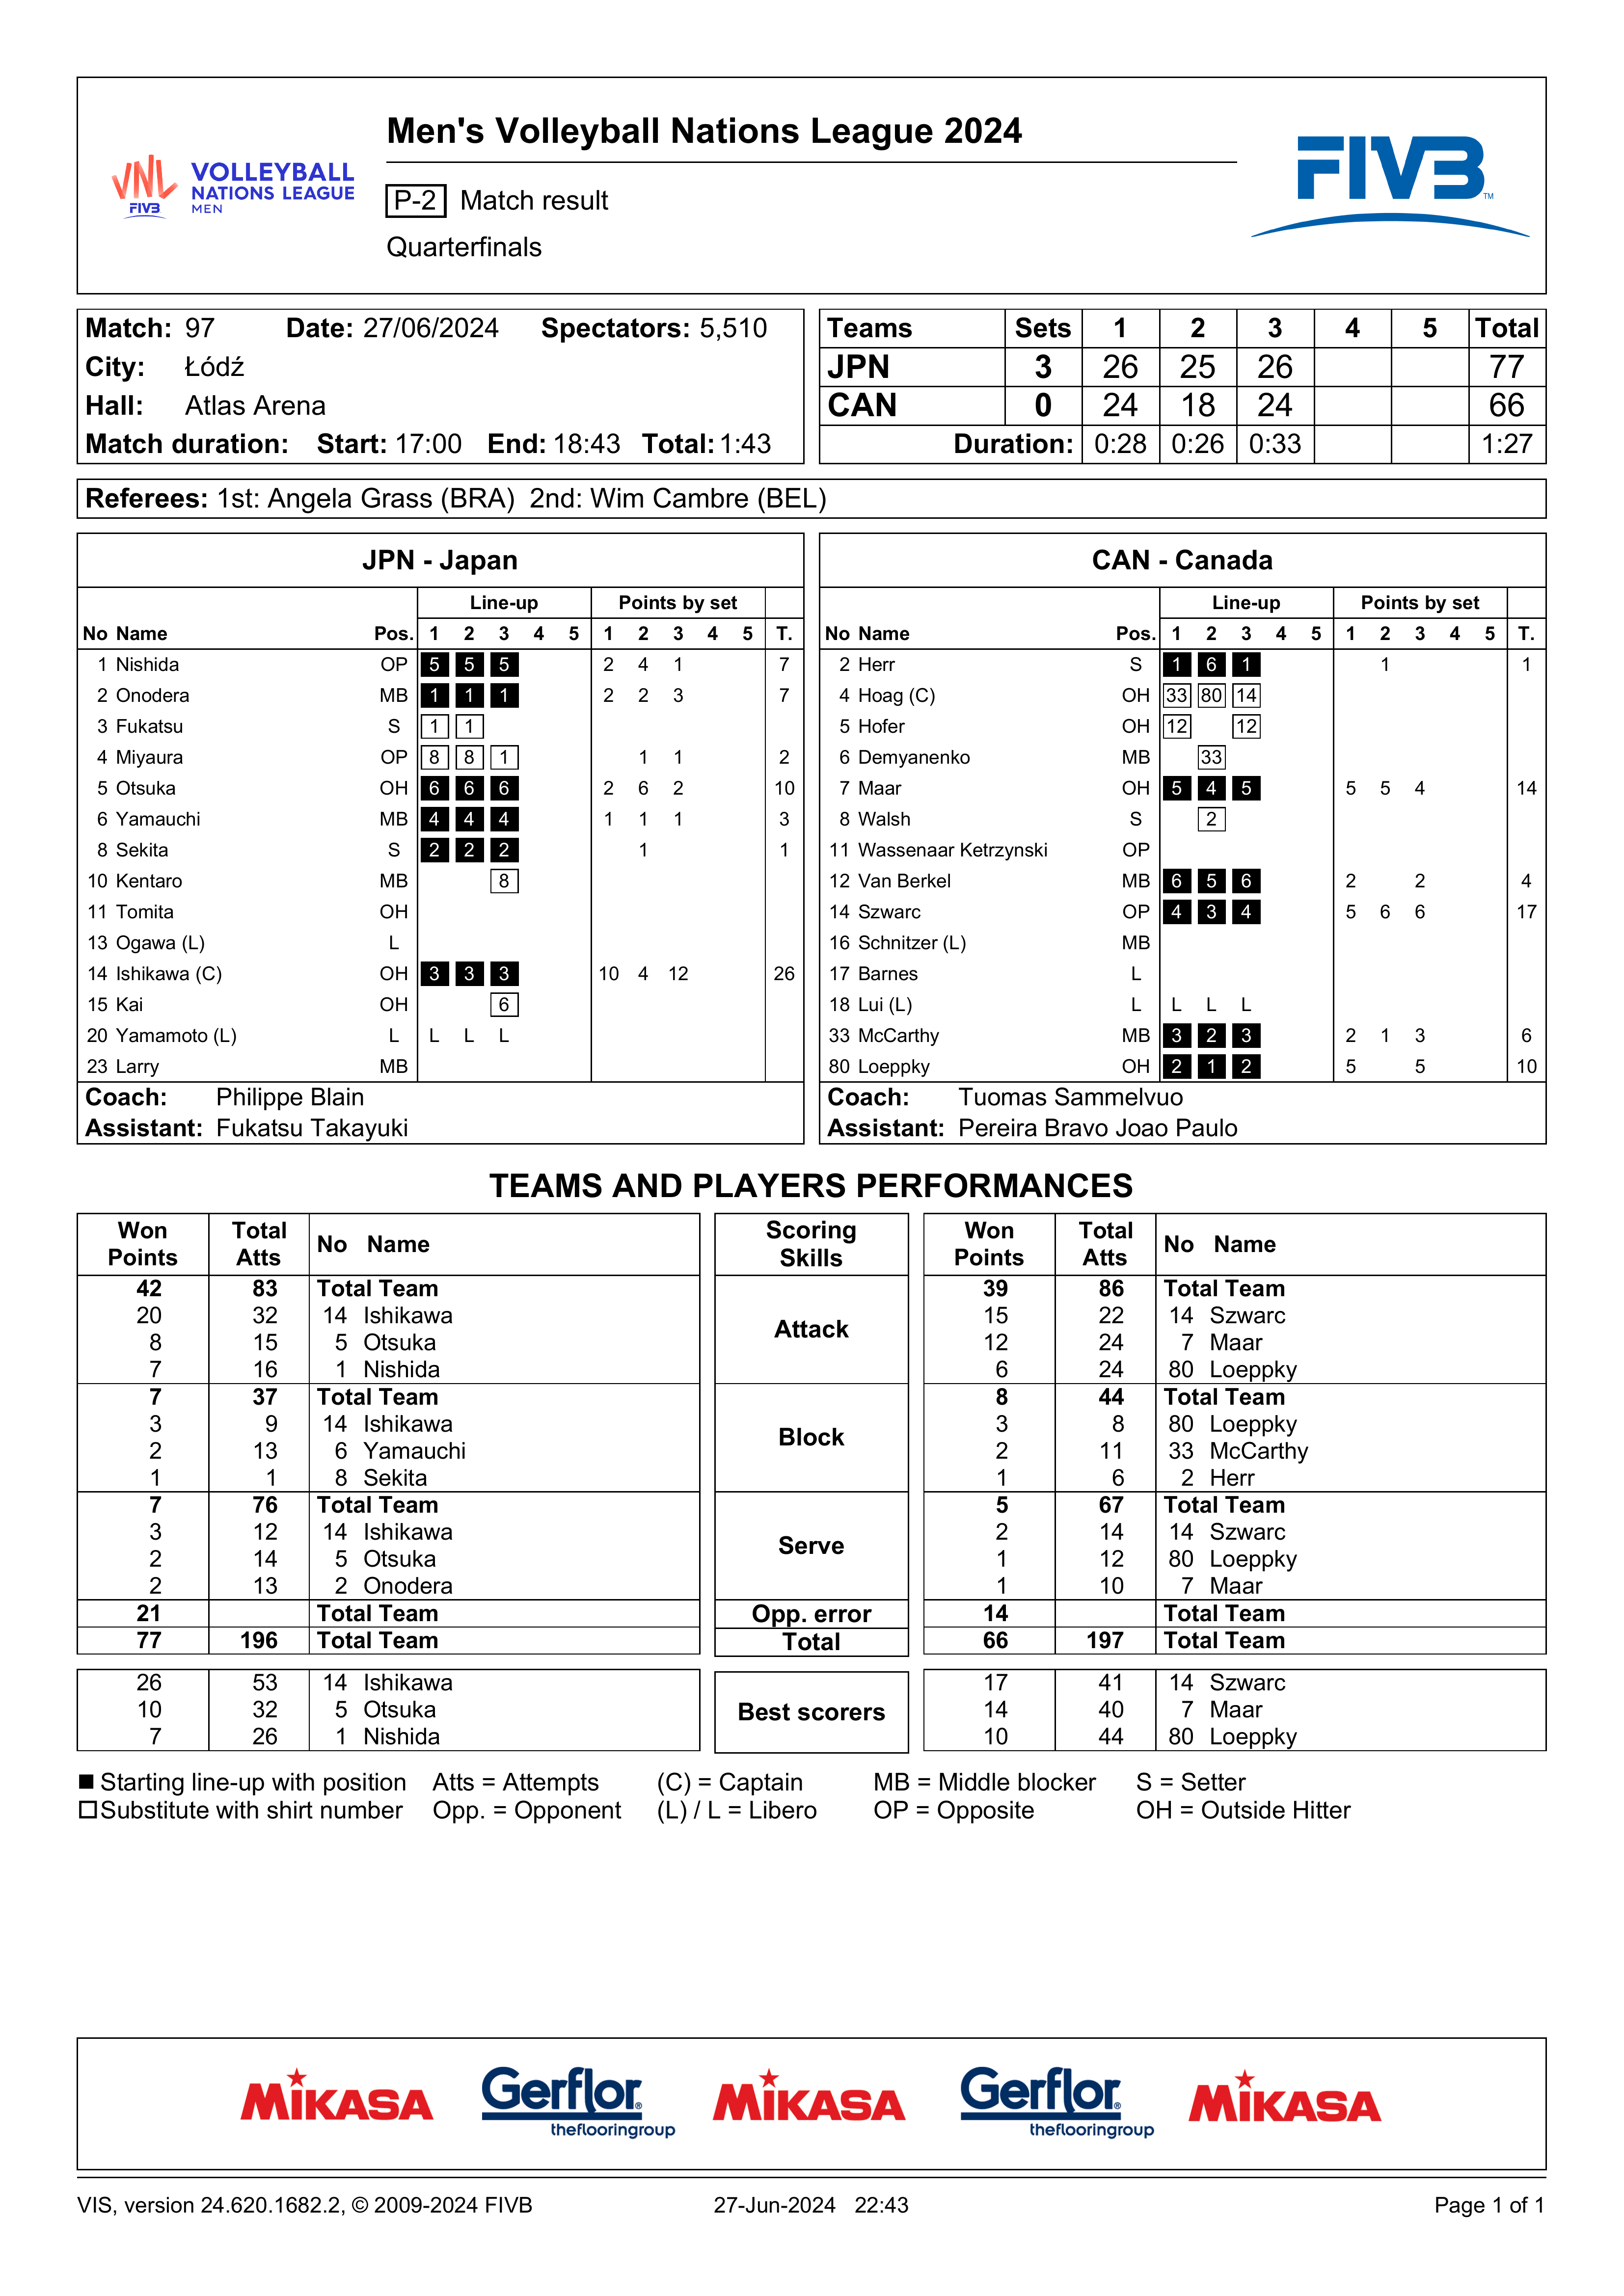 Men's Volleyball Nations League 2024
VNL FIVB VOLLEYBALL NATIONS LEAGUE MEN
P-2 Match result
Quarterfinals
FIVB TM
Match: 97 Date: 27/06/2024 Spectators: 5,510
City: Łódź
Hall: Atlas Arena
Match duration: Start: 17:00 End: 18:43 Total: 1:43
Teams Sets 1 2 3 4 5 Total
JPN 3 26 25 26 77
CAN 0 24 18 24 66
Duration: 0:28 0:26 0:33 1:27
Referees: 1st: Angela Grass (BRA) 2nd: Wim Cambre (BEL)
JPN - Japan
Line-up Points by set
No Name Pos. 1 2 3 4 5 1 2 3 4 5 T.
1 Nishida OP 5 5 5 2 4 1 7
2 Onodera MB 1 1 1 2 2 3 7
3 Fukatsu S 1 1
4 Miyaura OP 8 8 1 1 1 2
5 Otsuka OH 6 6 6 2 6 2 10
6 Yamauchi MB 4 4 4 1 1 1 3
8 Sekita S 2 2 2 1 1
10 Kentaro MB 8
11 Tomita OH
13 Ogawa (L) L
14 Ishikawa (C) OH 3 3 3 10 4 12 26
15 Kai OH 6
20 Yamamoto (L) L L L L
23 Larry MB
Coach: Philippe Blain
Assistant: Fukatsu Takayuki
CAN - Canada
Line-up Points by set
No Name Pos. 1 2 3 4 5 1 2 3 4 5 T.
2 Herr S 1 6 1 1 1
4 Hoag (C) OH 33 80 14
5 Hofer OH 12 12
6 Demyanenko MB 33
7 Maar OH 5 4 5 5 5 4 14
8 Walsh S 2
11 Wassenaar Ketrzynski OP
12 Van Berkel MB 6 5 6 2 2 4
14 Szwarc OP 4 3 4 5 6 6 17
16 Schnitzer (L) MB
17 Barnes L
18 Lui (L) L L L L
33 McCarthy MB 3 2 3 2 1 3 6
80 Loeppky OH 2 1 2 5 5 10
Coach: Tuomas Sammelvuo
Assistant: Pereira Bravo Joao Paulo
TEAMS AND PLAYERS PERFORMANCES
Won Points Total Atts No Name Scoring Skills Won Points Total Atts No Name
42 83 Total Team Attack 39 86 Total Team
20 32 14 Ishikawa 15 22 14 Szwarc
8 15 5 Otsuka 12 24 7 Maar
7 16 1 Nishida 6 24 80 Loeppky
7 37 Total Team Block 8 44 Total Team
3 9 14 Ishikawa 3 8 80 Loeppky
2 13 6 Yamauchi 2 11 33 McCarthy
1 1 8 Sekita 1 6 2 Herr
7 76 Total Team Serve 5 67 Total Team
3 12 14 Ishikawa 2 14 14 Szwarc
2 14 5 Otsuka 1 12 80 Loeppky
2 13 2 Onodera 1 10 7 Maar
21 Total Team Opp. error 14 Total Team
77 196 Total Team Total 66 197 Total Team
26 53 14 Ishikawa Best scorers 17 41 14 Szwarc
10 32 5 Otsuka 14 40 7 Maar
7 26 1 Nishida 10 44 80 Loeppky
Starting line-up with position Atts = Attempts (C) = Captain MB = Middle blocker S = Setter
Substitute with shirt number Opp. = Opponent (L) / L = Libero OP = Opposite OH = Outside Hitter
MIKASA Gerflor® theflooringgroup MIKASA Gerflor® theflooringgroup MIKASA
VIS, version 24.620.1682.2, © 2009-2024 FIVB 27-Jun-2024 22:43 Page 1 of 1